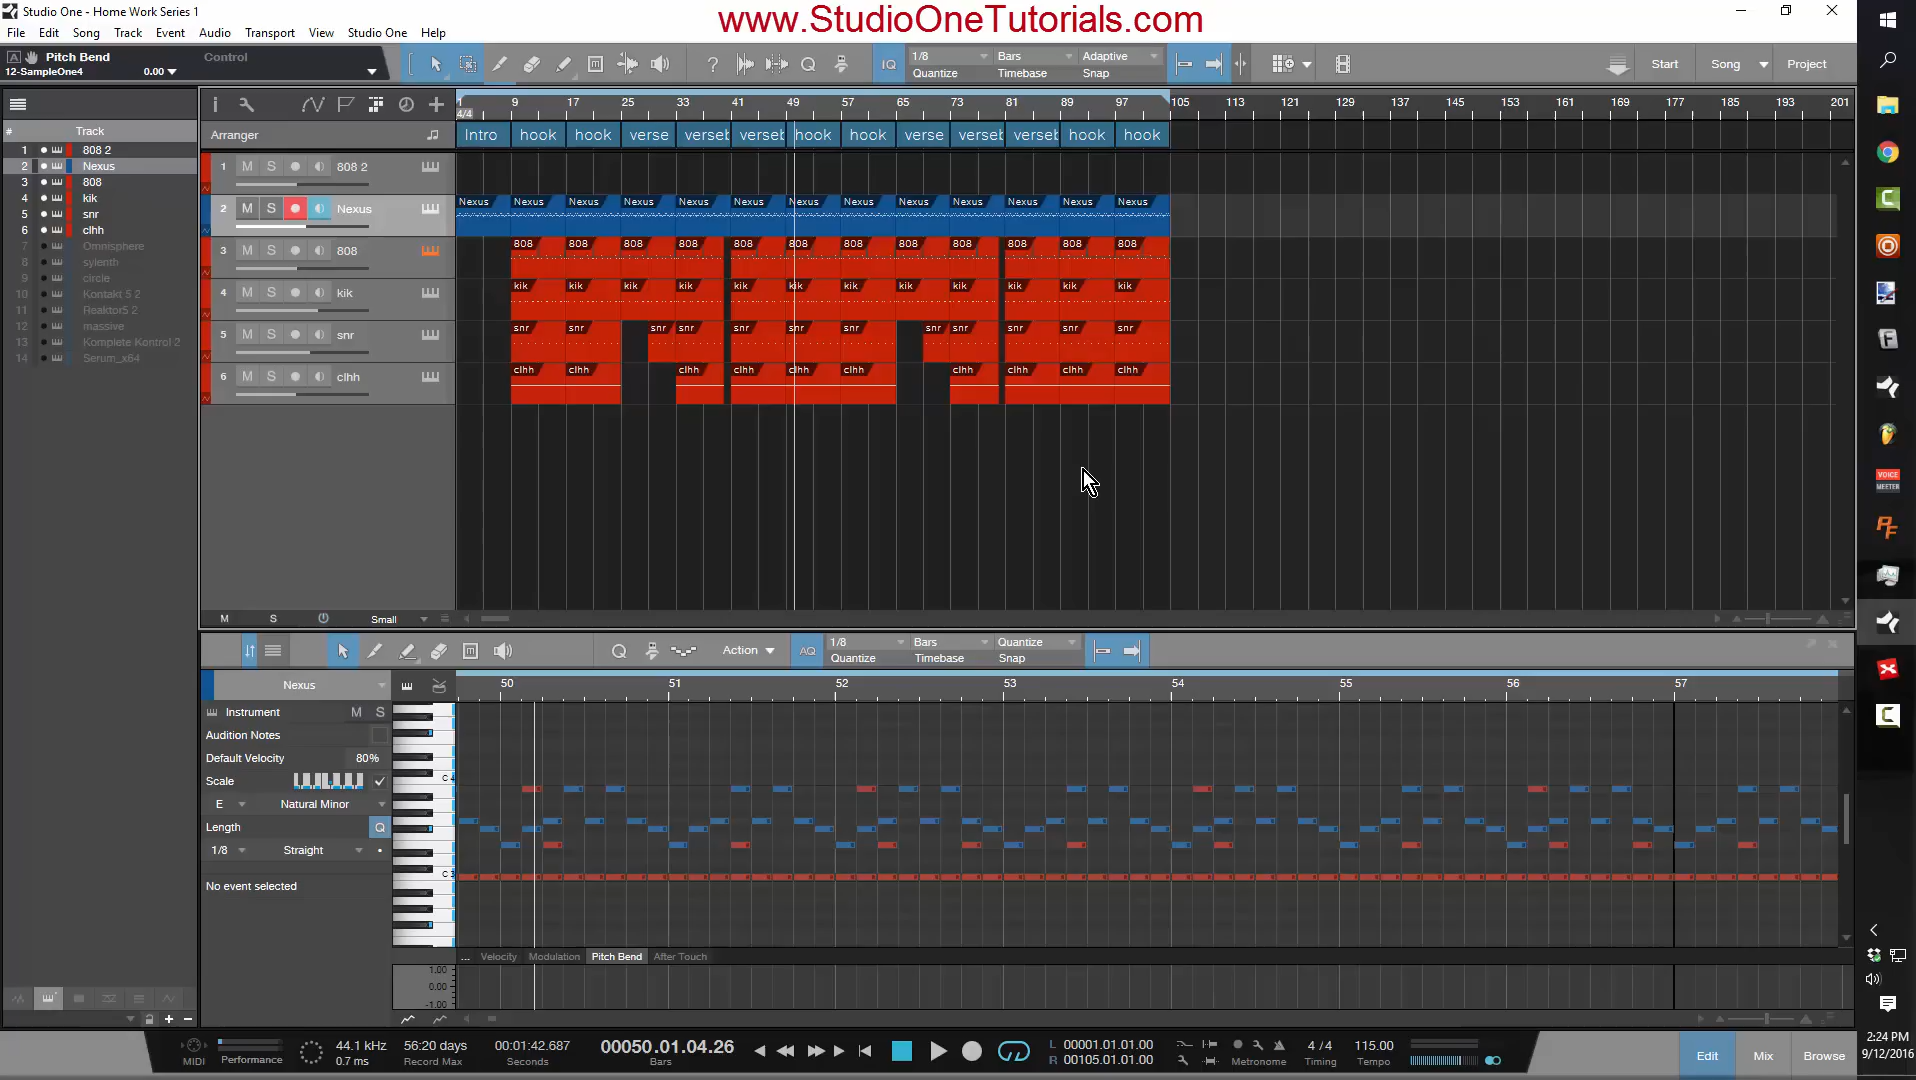 Studio One - Home Work Series 1
www.StudioOneTutorials.com
File Edit Song Track Event Audio Transport View Studio One Help
Pitch Bend
12-SampleOne4 0.00
Control
IQ
1/8 Bars Adaptive
Quantize Timebase Snap
Start Song Project
# Track
1 808 2
2 Nexus
3 808
4 kik
5 snr
6 clhh
7 Omnisphere
8 sylenth
9 circle
10 Kontakt 5 2
11 Reaktor5 2
12 massive
13 Komplete Kontrol 2
14 Serum_x64
1 9 17 25 33 41 49 57 65 73 81 89 97 105 113 121 129 137 145 153 161 169 177 185 193 201
4/4
Arranger
Intro hook hook verse verseb verseb hook hook verse verseb verseb hook hook
1 M S 808 2
2 M S Nexus
Nexus Nexus Nexus Nexus Nexus Nexus Nexus Nexus Nexus Nexus Nexus Nexus Nexus
3 M S 808
808 808 808 808 808 808 808 808 808 808 808 808
4 M S kik
kik kik kik kik kik kik kik kik kik kik kik kik
5 M S snr
snr snr snr snr snr snr snr snr snr snr snr snr
6 M S clhh
clhh clhh clhh clhh clhh clhh clhh clhh clhh clhh
M S Small
Action
AQ
1/8 Bars Quantize
Quantize Timebase Snap
Nexus
50 51 52 53 54 55 56 57
Instrument M S
Audition Notes
Default Velocity 80%
Scale
E Natural Minor
Length Q
1/8 Straight
No event selected
C 4
C 3
... Velocity Modulation Pitch Bend After Touch
1.00
0.00
-1.00
MIDI
Performance
44.1 kHz
0.7 ms
56:20 days
Record Max
00:01:42.687
Seconds
00050.01.04.26
Bars
L 00001.01.01.00
R 00105.01.01.00
Metronome
4 / 4
Timing
115.00
Tempo
Edit Mix Browse
VOICE
MEETER
2:24 PM
9/12/2016